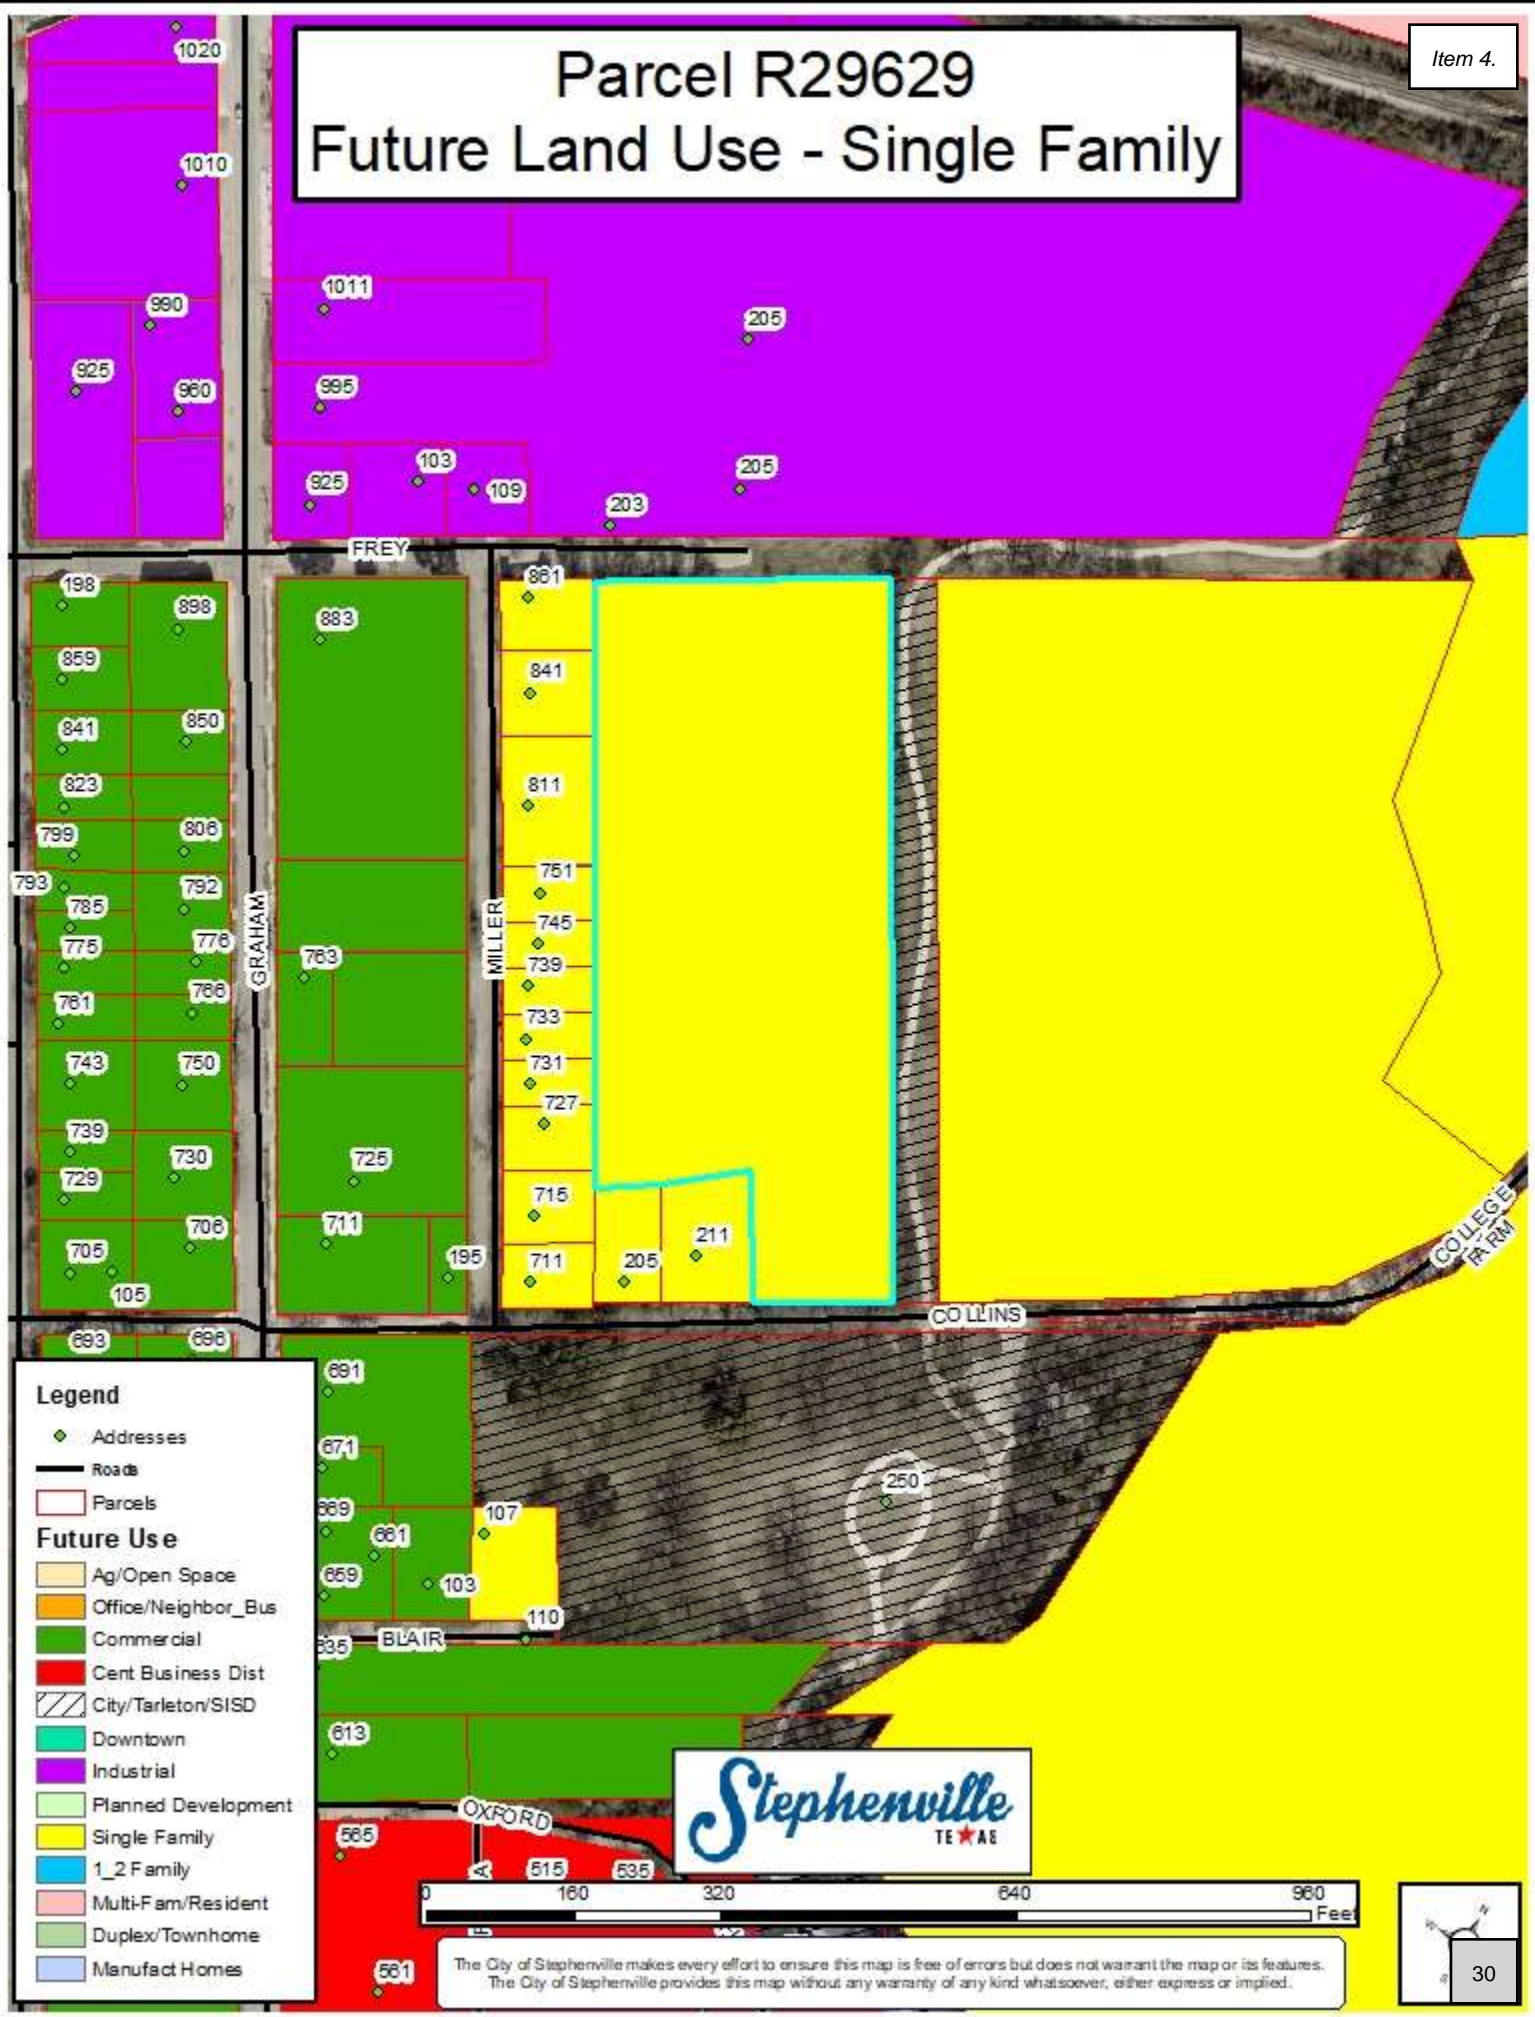 Item 4.
Parcel R29629
Future Land Use - Single Family
1020
1010
990
925
960
1011
205
995
925
103
109
205
203
FREY
198
898
883
861
859
841
841
850
823
811
799
806
793
792
751
785
745
775
776
GRAHAM
763
MILLER
739
761
766
733
743
750
731
727
739
730
725
729
715
706
711
211
705
105
195
711
205
COLLEGE
FARM
COLLINS
693
696
691
671
250
669
661
107
659
103
110
635
BLAIR
613
OXFORD
565
515
535
561
Legend
Addresses
Roads
Parcels
Future Use
Ag/Open Space
Office/Neighbor_Bus
Commercial
Cent Business Dist
City/Tarleton/SISD
Downtown
Industrial
Planned Development
Single Family
1_2 Family
Multi-Fam/Resident
Duplex/Townhome
Manufact Homes
Stephenville
TEXAS
0 160 320 640 960
Feet
The City of Stephenville makes every effort to ensure this map is free of errors but does not warrant the map or its features.
The City of Stephenville provides this map without any warranty of any kind whatsoever, either express or implied.
30